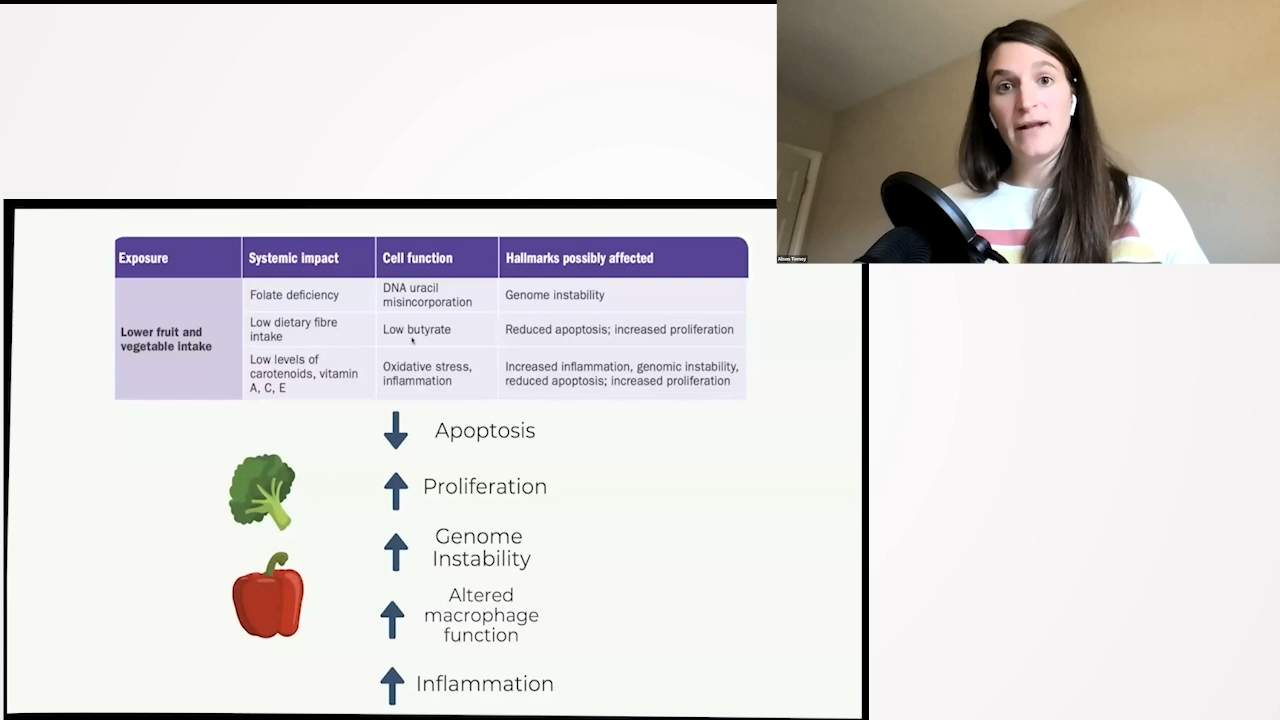 Alison Tierney
Exposure
Systemic impact
Cell function
Hallmarks possibly affected
Lower fruit and
vegetable intake
Folate deficiency
DNA uracil
misincorporation
Genome instability
Low dietary fibre
intake
Low butyrate
Reduced apoptosis; increased proliferation
Low levels of
carotenoids, vitamin
A, C, E
Oxidative stress,
inflammation
Increased inflammation, genomic instability,
reduced apoptosis; increased proliferation
Apoptosis
Proliferation
Genome
Instability
Altered
macrophage
function
Inflammation